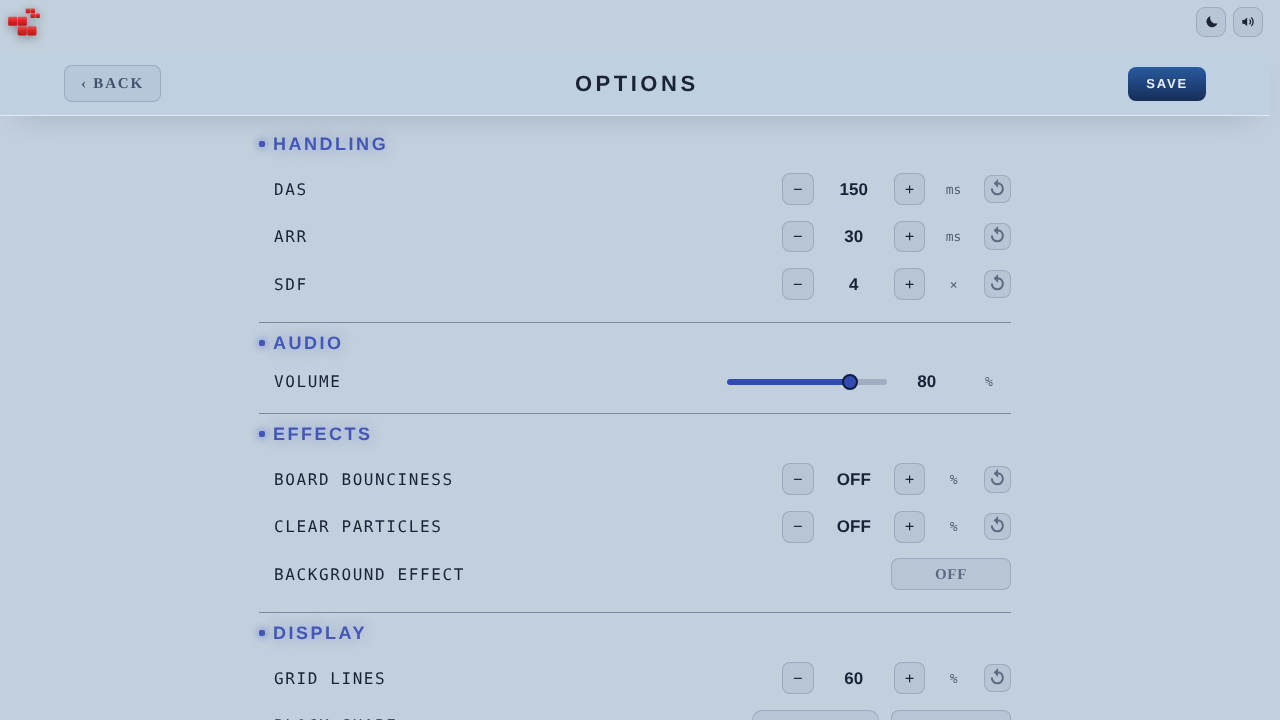 ‹ BACK
OPTIONS
SAVE
HANDLING
DAS − 150 + ms
ARR − 30 + ms
SDF − 4 + ×
AUDIO
VOLUME 80 %
EFFECTS
BOARD BOUNCINESS − OFF + %
CLEAR PARTICLES − OFF + %
BACKGROUND EFFECT OFF
DISPLAY
GRID LINES − 60 + %